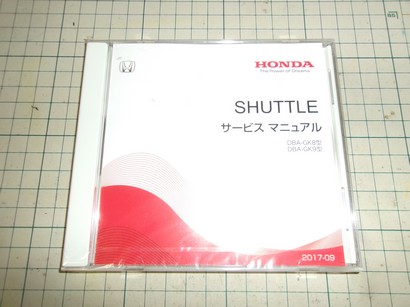 HONDA
The Power of Dreams
SHUTTLE
サービス マニュアル
DBA-GK8型
DBA-GK9型
2017-09